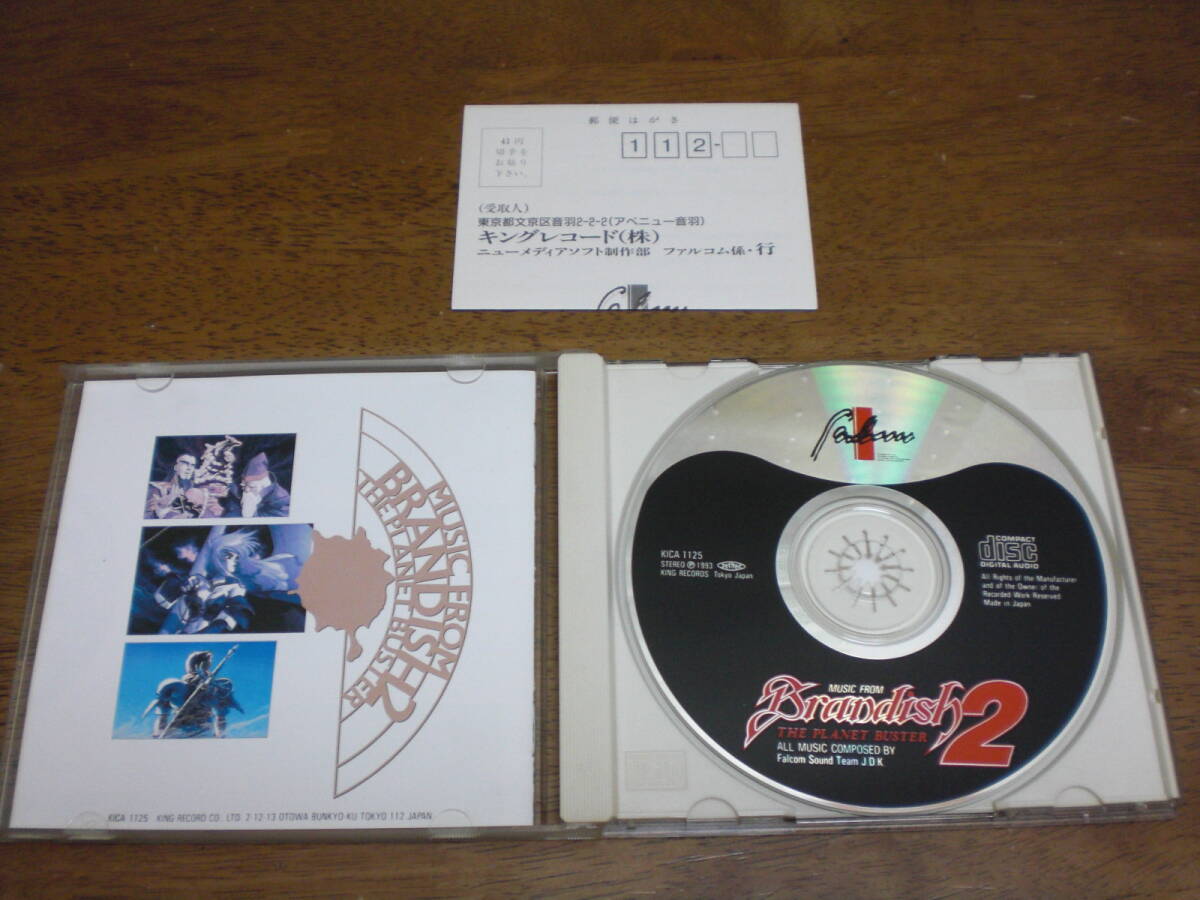 郵便はがき
41円
切手を
お貼り
下さい。
112-
(受取人)
東京都文京区音羽2-2-2(アベニュー音羽)
キングレコード(株)
ニューメディアソフト制作部 ファルコム係・行
MUSIC FROM
BRANDISH 2
THE PLANET BUSTER
KICA 1125 KING RECORD CO. LTD. 2-12-13 OTOWA BUNKYO-KU TOKYO 112 JAPAN
Falcom
KICA 1125
STEREO Ⓟ 1993
KING RECORDS Tokyo Japan
COMPACT
disc
DIGITAL AUDIO
All Rights of the Manufacturer
and of the Owner of the
Recorded Work Reserved
Made in Japan
MUSIC FROM
Brandish 2
THE PLANET BUSTER
ALL MUSIC COMPOSED BY
Falcom Sound Team J.D.K.